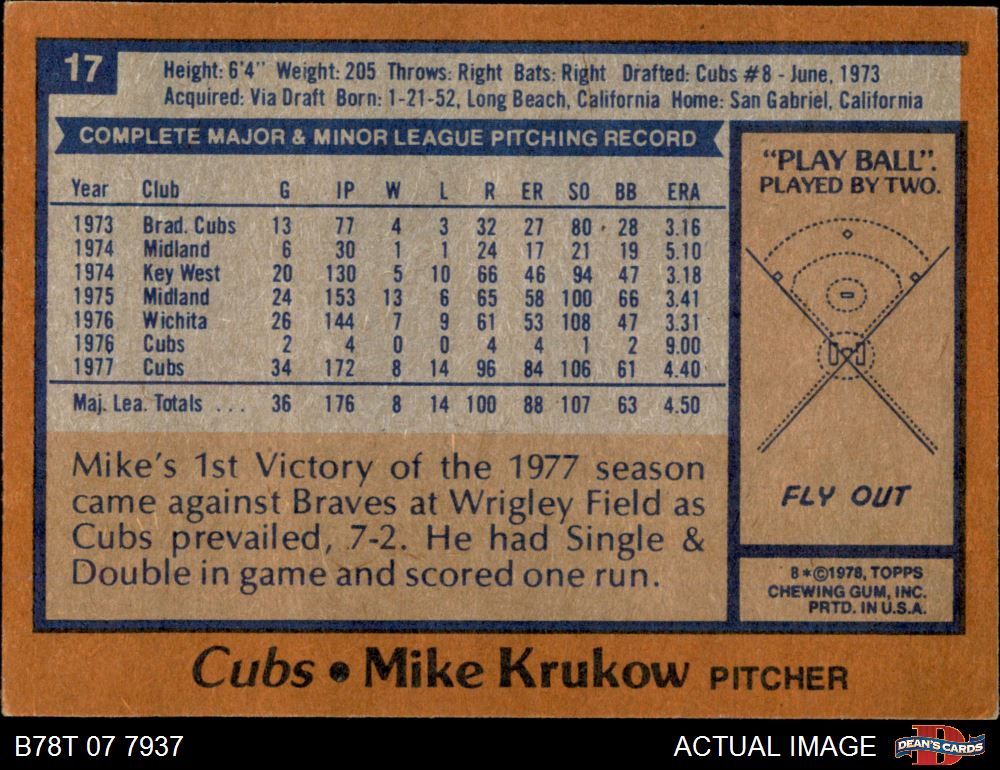 17
Height: 6'4" Weight: 205 Throws: Right Bats: Right Drafted: Cubs #8 - June, 1973
Acquired: Via Draft Born: 1-21-52, Long Beach, California Home: San Gabriel, California
COMPLETE MAJOR & MINOR LEAGUE PITCHING RECORD
Year Club G IP W L R ER SO BB ERA
1973 Brad. Cubs 13 77 4 3 32 27 80 28 3.16
1974 Midland 6 30 1 1 24 17 21 19 5.10
1974 Key West 20 130 5 10 66 46 94 47 3.18
1975 Midland 24 153 13 6 65 58 100 66 3.41
1976 Wichita 26 144 7 9 61 53 108 47 3.31
1976 Cubs 2 4 0 0 4 4 1 2 9.00
1977 Cubs 34 172 8 14 96 84 106 61 4.40
Maj. Lea. Totals ... 36 176 8 14 100 88 107 63 4.50
Mike's 1st Victory of the 1977 season
came against Braves at Wrigley Field as
Cubs prevailed, 7-2. He had Single &
Double in game and scored one run.
"PLAY BALL".
PLAYED BY TWO.
FLY OUT
B*©1978, TOPPS
CHEWING GUM, INC.
PRTD. IN U.S.A.
Cubs • Mike Krukow PITCHER
B78T 07 7937
ACTUAL IMAGE
D
DEAN'S CARDS